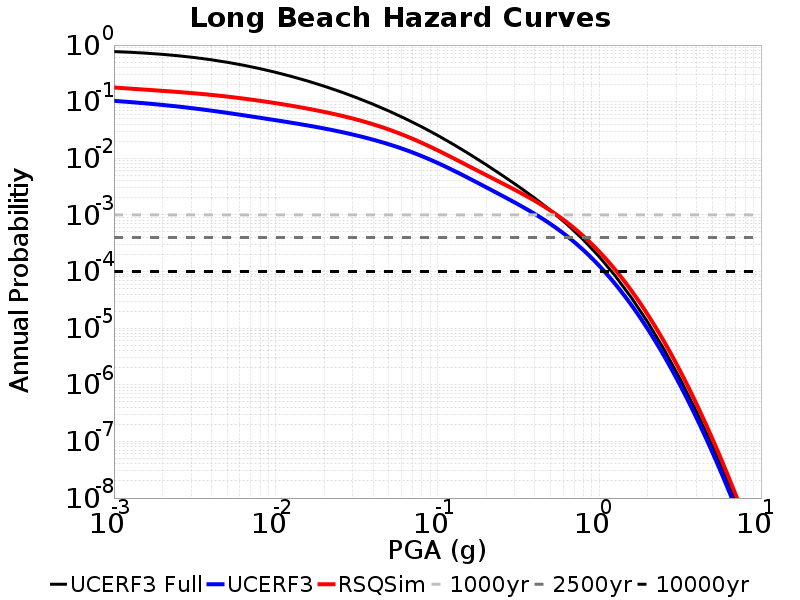 Long Beach Hazard Curves
10^0
10^-1
10^-2
10^-3
10^-4
10^-5
10^-6
10^-7
10^-8
Annual Probabilitiy
10^-3 10^-2 10^-1 10^0 10^1
PGA (g)
UCERF3 Full UCERF3 RSQSim 1000yr 2500yr 10000yr